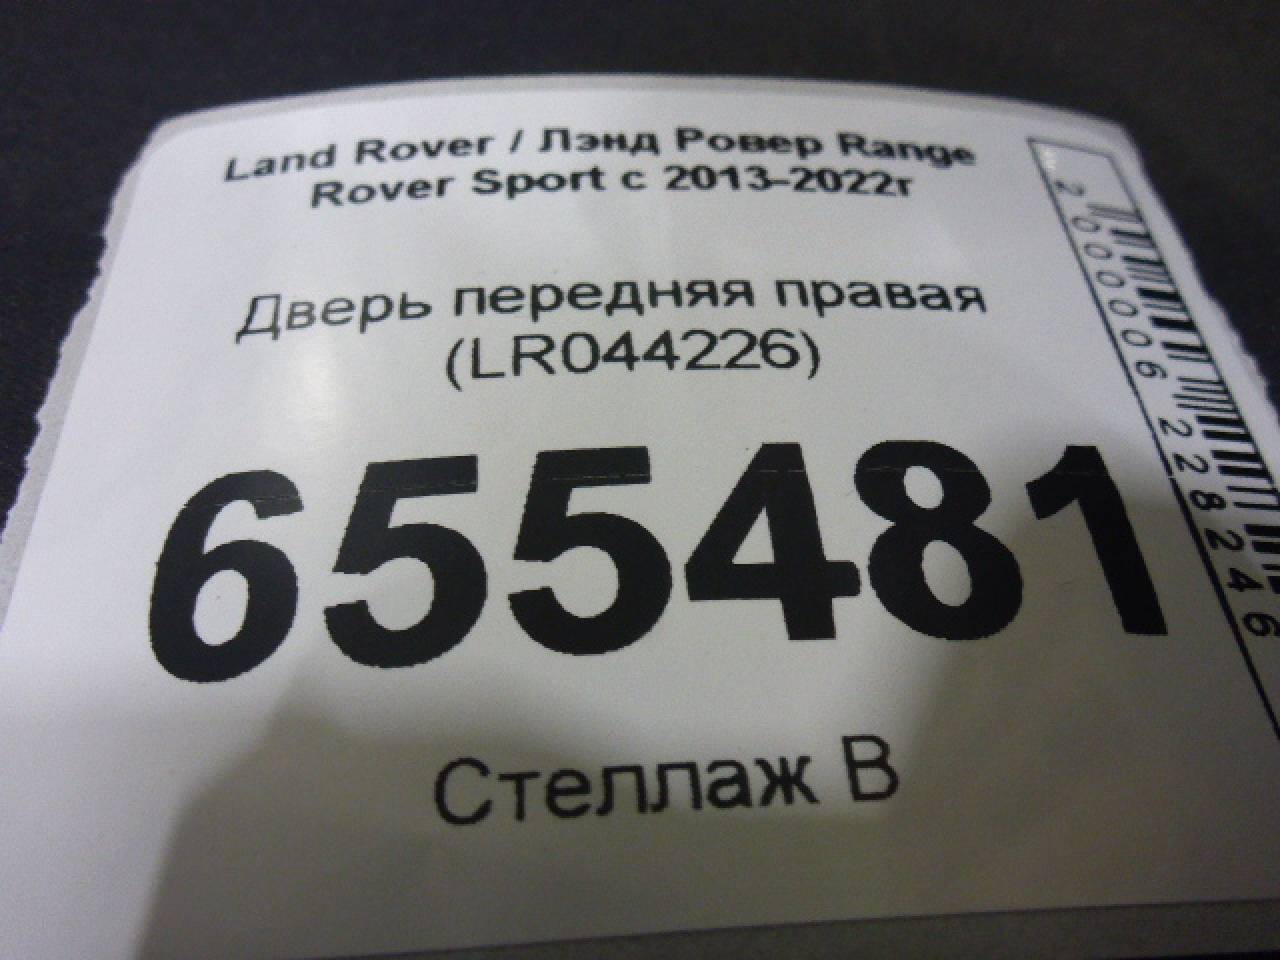 Land Rover / Лэнд Ровер Range
Rover Sport с 2013-2022г
Дверь передняя правая
(LR044226)
655481
Стеллаж В
2000006228246